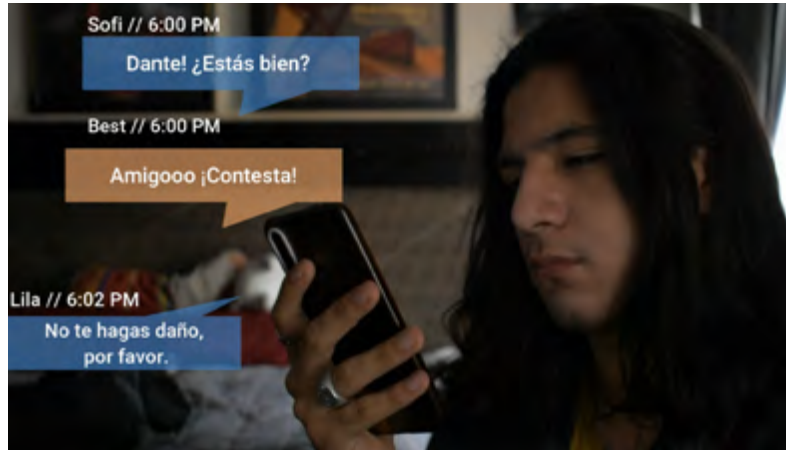 Sofi // 6:00 PM
Dante! ¿Estás bien?
Best // 6:00 PM
Amigooo ¡Contesta!
Lila // 6:02 PM
No te hagas daño,
por favor.